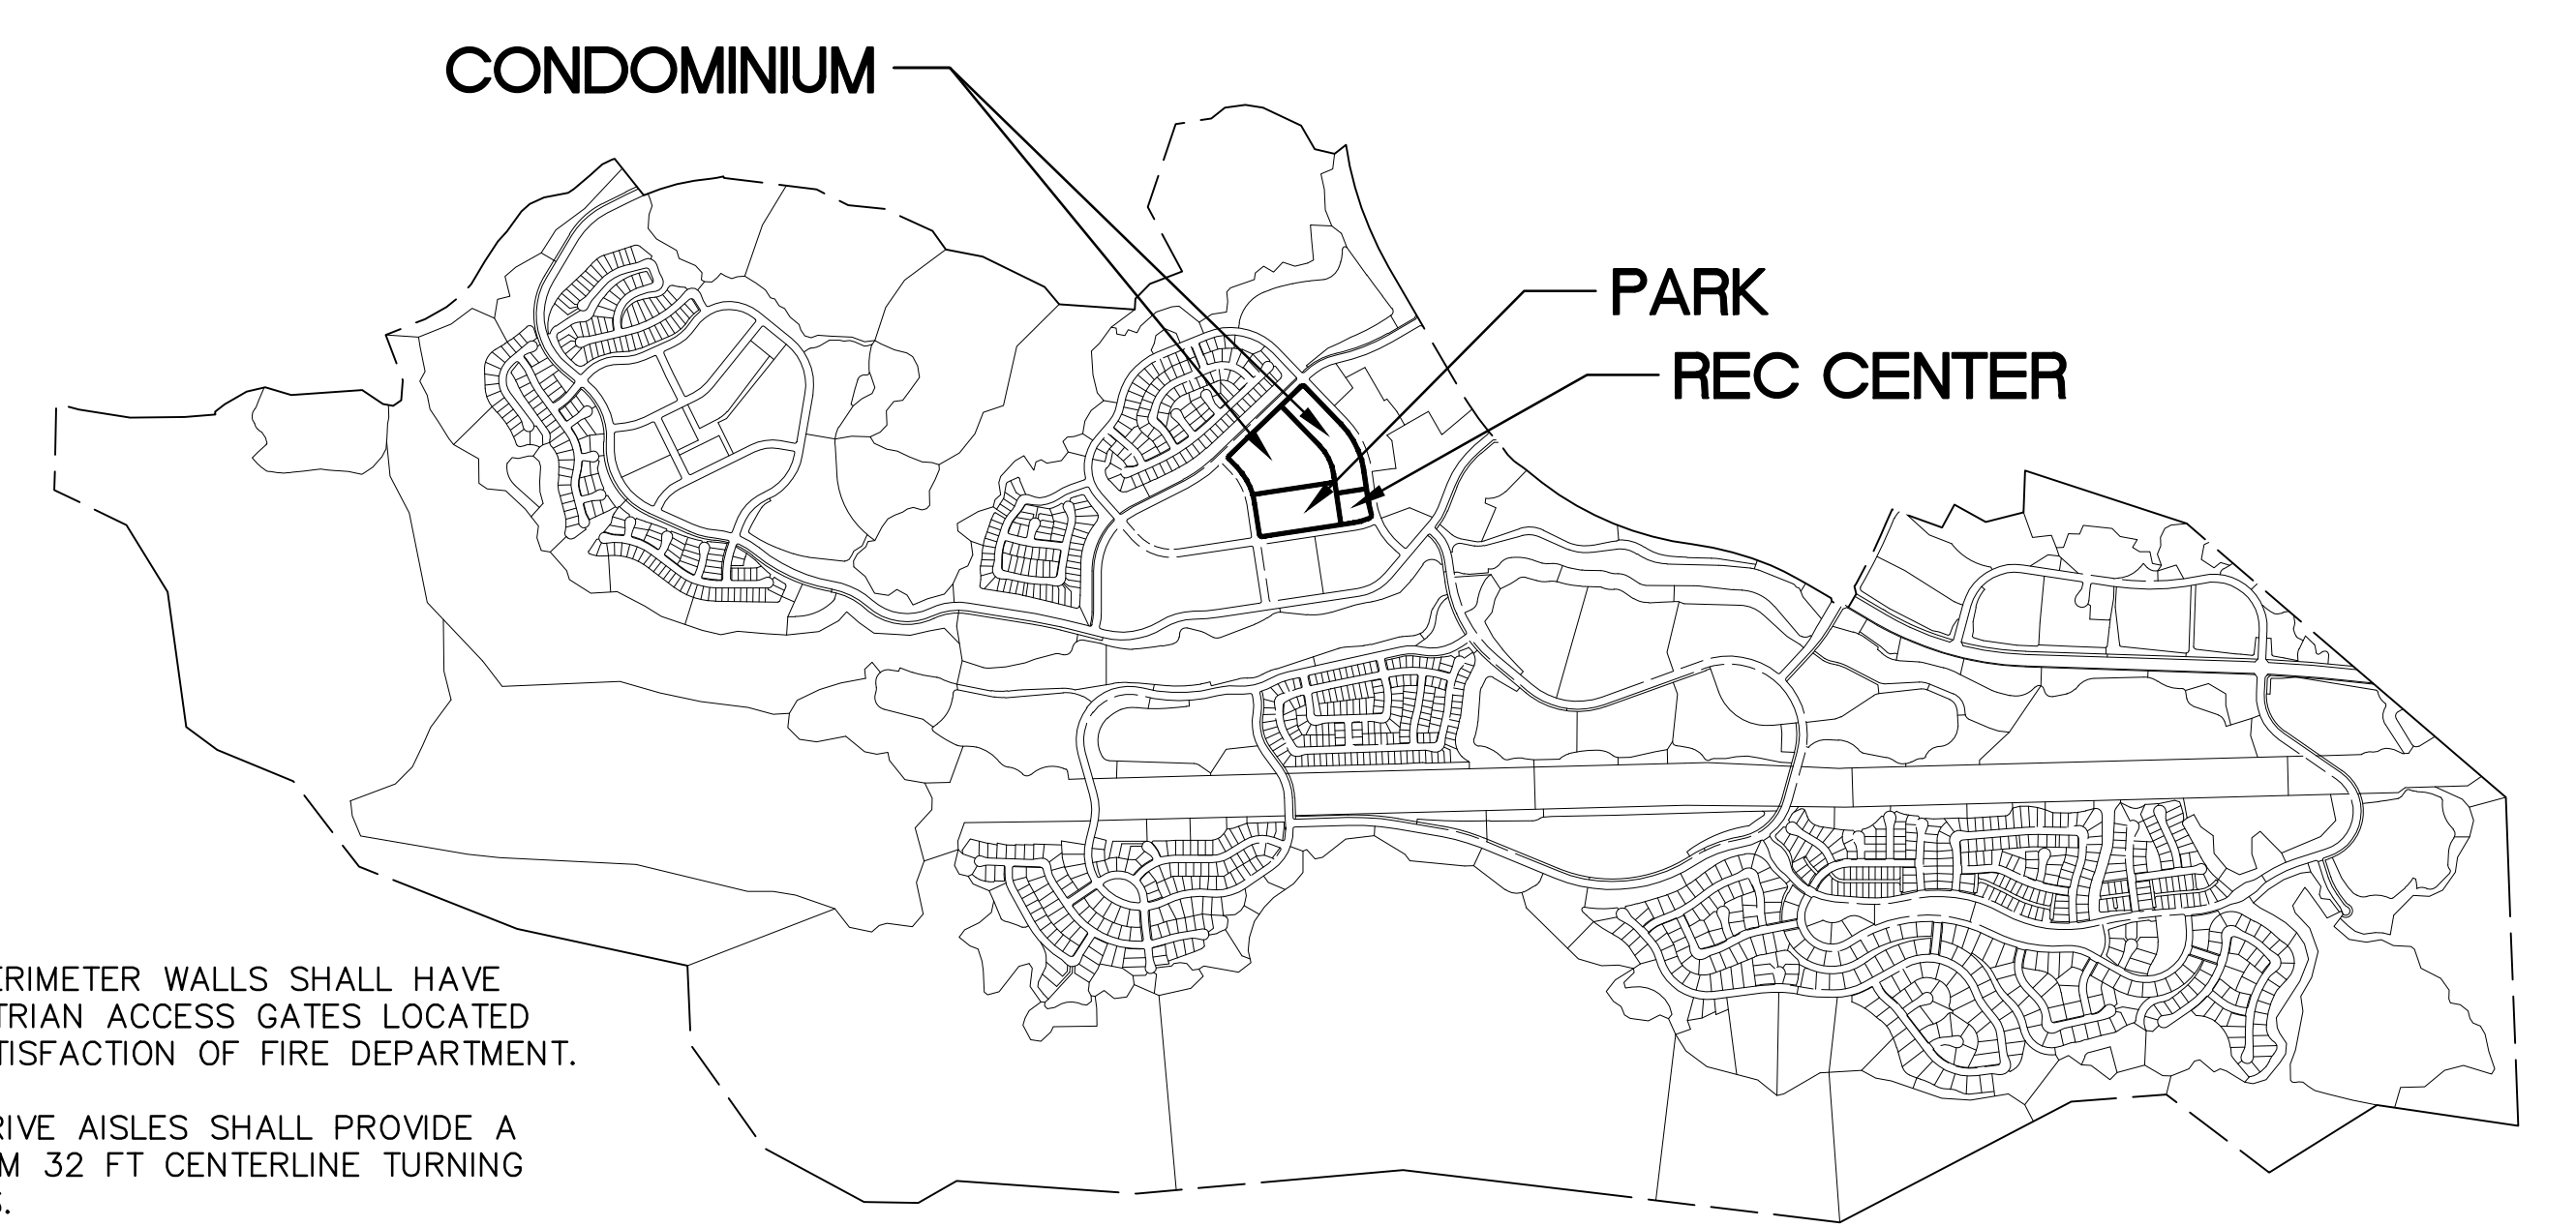 CONDOMINIUM
PARK
REC CENTER
ERIMETER WALLS SHALL HAVE
TRIAN ACCESS GATES LOCATED
TISFACTION OF FIRE DEPARTMENT.
RIVE AISLES SHALL PROVIDE A
M 32 FT CENTERLINE TURNING
S.